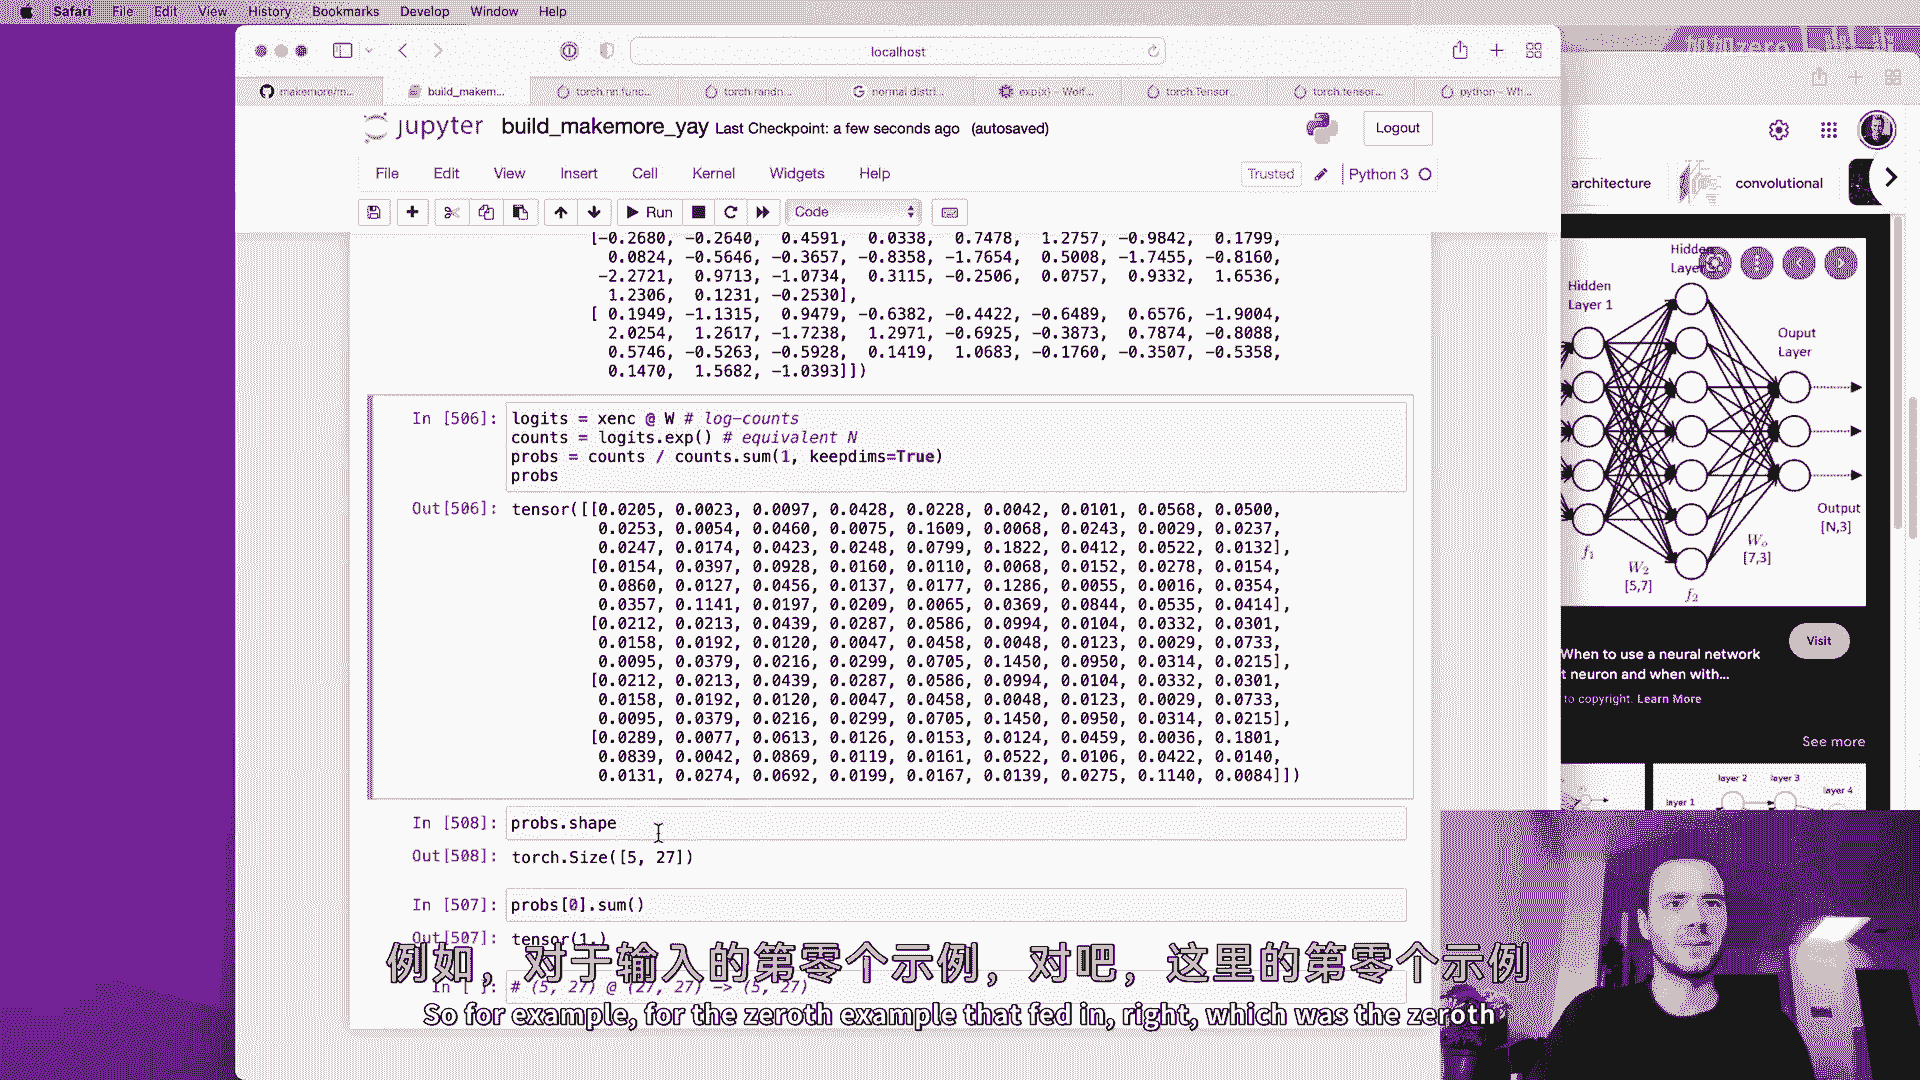 Safari File Edit View History Bookmarks Develop Window Help
localhost
makemore/m... build_makem... torch.nn.func... torch.randn... normal distri... exp(x) - Wolf... torch.Tensor... torch.tensor... python - Wh...
jupyter build_makemore_yay Last Checkpoint: a few seconds ago (autosaved)
Logout
File Edit View Insert Cell Kernel Widgets Help
Trusted Python 3
Run Code
[-0.2680, -0.2640, 0.4591, 0.0338, 0.7478, 1.2757, -0.9842, 0.1799,
0.0824, -0.5646, -0.3657, -0.8358, -1.7654, 0.5008, -1.7455, -0.8160,
-2.2721, 0.9713, -1.0734, 0.3115, -0.2506, 0.0757, 0.9332, 1.6536,
1.2306, 0.1231, -0.2530],
[ 0.1949, -1.1315, 0.9479, -0.6382, -0.4422, -0.6489, 0.6576, -1.9004,
2.0254, 1.2617, -1.7238, 1.2971, -0.6925, -0.3873, 0.7874, -0.8088,
0.5746, -0.5263, -0.5928, 0.1419, 1.0683, -0.1760, -0.3507, -0.5358,
0.1470, 1.5682, -1.0393]])
In [506]: logits = xenc @ W # log-counts
counts = logits.exp() # equivalent N
probs = counts / counts.sum(1, keepdims=True)
probs
Out[506]: tensor([[0.0205, 0.0023, 0.0097, 0.0428, 0.0228, 0.0042, 0.0101, 0.0568, 0.0500,
0.0253, 0.0054, 0.0460, 0.0075, 0.1609, 0.0068, 0.0243, 0.0029, 0.0237,
0.0247, 0.0174, 0.0423, 0.0248, 0.0799, 0.1822, 0.0412, 0.0522, 0.0132],
[0.0154, 0.0397, 0.0928, 0.0160, 0.0110, 0.0068, 0.0152, 0.0278, 0.0154,
0.0860, 0.0127, 0.0456, 0.0137, 0.0177, 0.1286, 0.0055, 0.0016, 0.0354,
0.0357, 0.1141, 0.0197, 0.0209, 0.0065, 0.0369, 0.0844, 0.0535, 0.0414],
[0.0212, 0.0213, 0.0439, 0.0287, 0.0586, 0.0994, 0.0104, 0.0332, 0.0301,
0.0158, 0.0192, 0.0120, 0.0047, 0.0458, 0.0048, 0.0123, 0.0029, 0.0733,
0.0095, 0.0379, 0.0216, 0.0299, 0.0705, 0.1450, 0.0950, 0.0314, 0.0215],
[0.0212, 0.0213, 0.0439, 0.0287, 0.0586, 0.0994, 0.0104, 0.0332, 0.0301,
0.0158, 0.0192, 0.0120, 0.0047, 0.0458, 0.0048, 0.0123, 0.0029, 0.0733,
0.0095, 0.0379, 0.0216, 0.0299, 0.0705, 0.1450, 0.0950, 0.0314, 0.0215],
[0.0289, 0.0077, 0.0613, 0.0126, 0.0153, 0.0124, 0.0459, 0.0036, 0.1801,
0.0839, 0.0042, 0.0869, 0.0119, 0.0161, 0.0522, 0.0106, 0.0422, 0.0140,
0.0131, 0.0274, 0.0692, 0.0199, 0.0167, 0.0139, 0.0275, 0.1140, 0.0084]])
In [508]: probs.shape
Out[508]: torch.Size([5, 27])
In [507]: probs[0].sum()
Out[507]: tensor(1.)
In [ ]: # (5, 27) @ (27, 27) -> (5, 27)
例如，对于输入的第零个示例，对吧，这里的第零个示例
So for example, for the zeroth example that fed in, right, which was the zeroth
architecture convolutional
Hidden
Layer
Hidden
Layer 1
Ouput
Layer
Output
[N,3]
f1
W2
[5,7]
f2
Wo
[7,3]
Visit
When to use a neural network
t neuron and when with...
to copyright. Learn More
See more
layer 1 layer 2 layer 3 layer 4